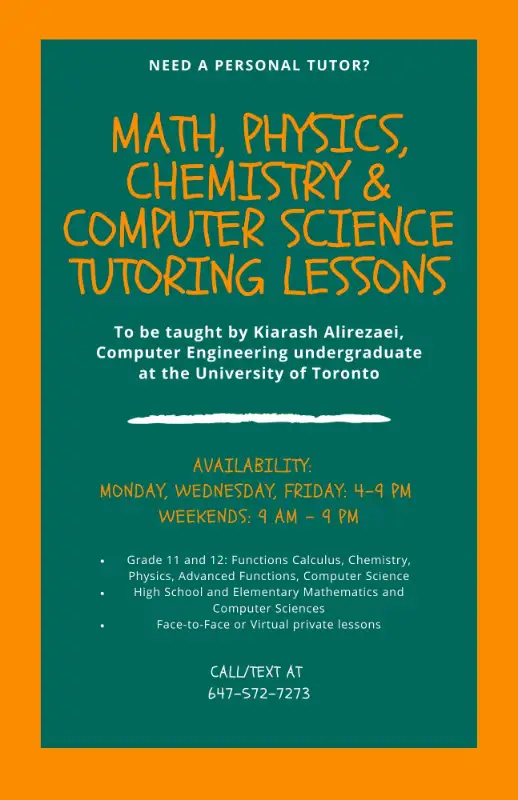 NEED A PERSONAL TUTOR?
MATH, PHYSICS,
CHEMISTRY &
COMPUTER SCIENCE
TUTORING LESSONS
To be taught by Kiarash Alirezaei,
Computer Engineering undergraduate
at the University of Toronto
AVAILABILITY:
MONDAY, WEDNESDAY, FRIDAY: 4-9 PM
WEEKENDS: 9 AM - 9 PM
• Grade 11 and 12: Functions Calculus, Chemistry,
Physics, Advanced Functions, Computer Science
• High School and Elementary Mathematics and
Computer Sciences
• Face-to-Face or Virtual private lessons
CALL/TEXT AT
647-572-7273